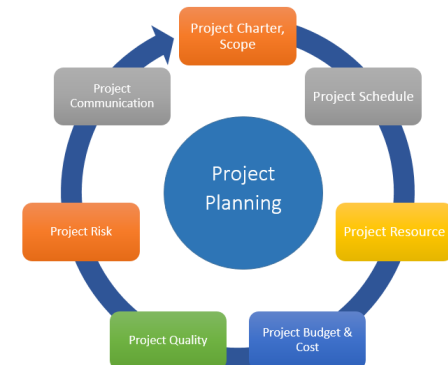 Project Charter,
Scope
Project Schedule
Project Resource
Project Budget &
Cost
Project Quality
Project Risk
Project
Communication
Project
Planning